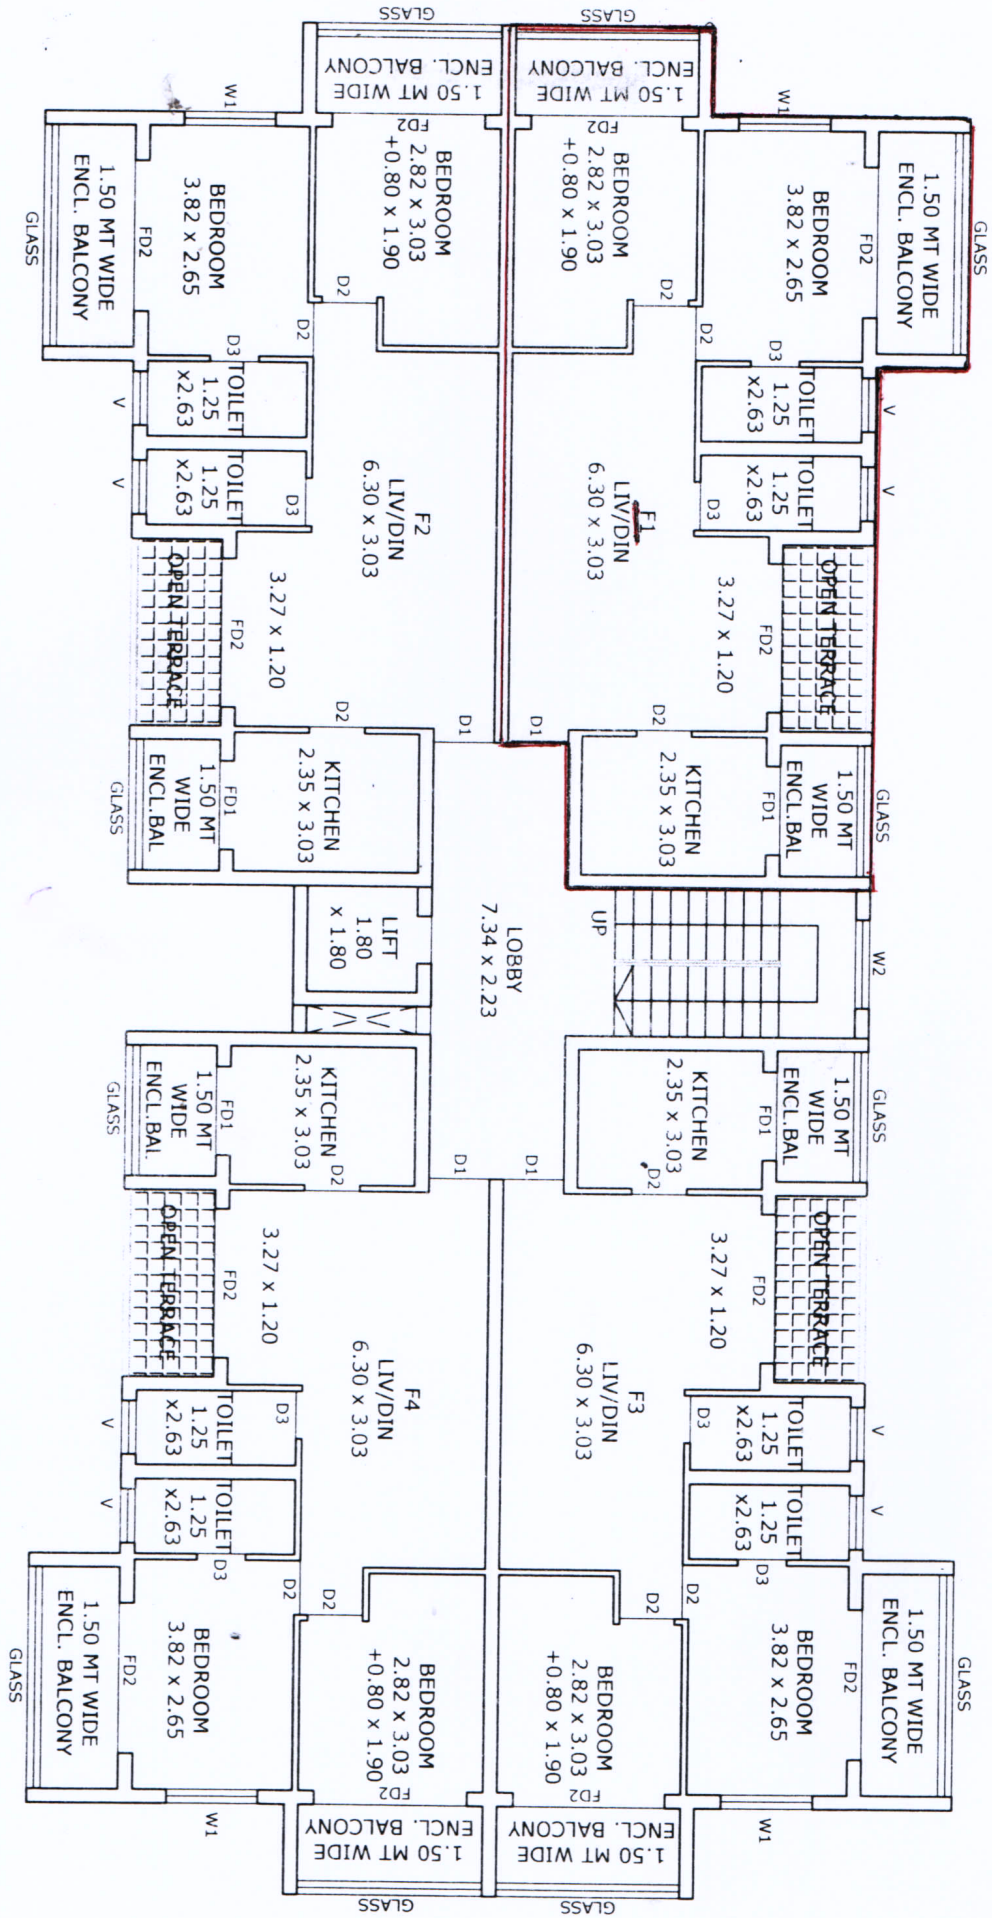 GLASS
1.50 MT WIDE
ENCL. BALCONY
FD2
BEDROOM
3.82 x 2.65
W1
D3
D2
TOILET
1.25
x2.63
V
TOILET
1.25
x2.63
V
D3
OPEN TERRACE
FD2
3.27 x 1.20
GLASS
1.50 MT
WIDE
ENCL.BAL
FD1
KITCHEN
2.35 x 3.03
D2
GLASS
1.50 MT WIDE
ENCL. BALCONY
FD2
BEDROOM
2.82 x 3.03
+0.80 x 1.90
D2
F1
LIV/DIN
6.30 x 3.03
D1
W2
UP
LOBBY
7.34 x 2.23
LIFT
1.80
x 1.80
GLASS
1.50 MT
WIDE
ENCL.BAL
FD1
KITCHEN
2.35 x 3.03
D2
OPEN TERRACE
FD2
3.27 x 1.20
TOILET
1.25
x2.63
V
D3
TOILET
1.25
x2.63
V
D3
D2
GLASS
1.50 MT WIDE
ENCL. BALCONY
FD2
BEDROOM
3.82 x 2.65
W1
D1
F3
LIV/DIN
6.30 x 3.03
D2
BEDROOM
2.82 x 3.03
+0.80 x 1.90
FD2
1.50 MT WIDE
ENCL. BALCONY
GLASS
GLASS
1.50 MT WIDE
ENCL. BALCONY
FD2
BEDROOM
2.82 x 3.03
+0.80 x 1.90
D2
F2
LIV/DIN
6.30 x 3.03
D1
W1
BEDROOM
3.82 x 2.65
FD2
1.50 MT WIDE
ENCL. BALCONY
GLASS
D2
D3
TOILET
1.25
x2.63
V
TOILET
1.25
x2.63
V
D3
3.27 x 1.20
FD2
OPEN TERRACE
D2
KITCHEN
2.35 x 3.03
FD1
1.50 MT
WIDE
ENCL.BAL
GLASS
D1
F4
LIV/DIN
6.30 x 3.03
D2
BEDROOM
2.82 x 3.03
+0.80 x 1.90
FD2
1.50 MT WIDE
ENCL. BALCONY
GLASS
KITCHEN
2.35 x 3.03
D2
FD1
1.50 MT
WIDE
ENCL.BAL
GLASS
3.27 x 1.20
FD2
OPEN TERRACE
D3
TOILET
1.25
x2.63
V
TOILET
1.25
x2.63
V
D3
D2
BEDROOM
3.82 x 2.65
FD2
1.50 MT WIDE
ENCL. BALCONY
GLASS
W1